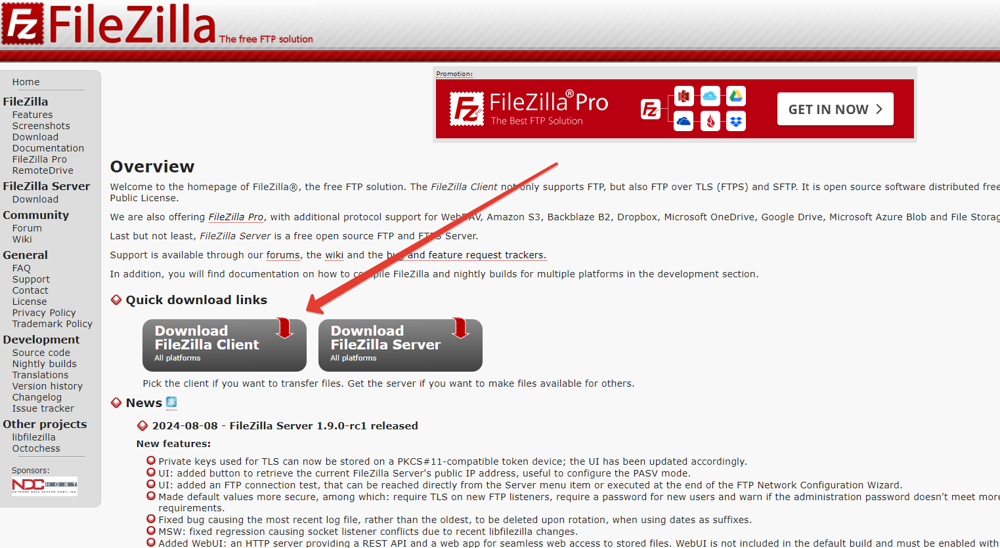 FileZilla The free FTP solution
Home
FileZilla
Features
Screenshots
Download
Documentation
FileZilla Pro
RemoteDrive
FileZilla Server
Download
Community
Forum
Wiki
General
FAQ
Support
Contact
License
Privacy Policy
Trademark Policy
Development
Source code
Nightly builds
Translations
Version history
Changelog
Issue tracker
Other projects
libfilezilla
Octochess
Sponsors:
NDC HOST
NETWORK DATA CENTER HOST, INC.
Promotion:
FileZilla® Pro
The Best FTP Solution
GET IN NOW
Overview
Welcome to the homepage of FileZilla®, the free FTP solution. The FileZilla Client not only supports FTP, but also FTP over TLS (FTPS) and SFTP. It is open source software distributed free
Public License.
We are also offering FileZilla Pro, with additional protocol support for WebDAV, Amazon S3, Backblaze B2, Dropbox, Microsoft OneDrive, Google Drive, Microsoft Azure Blob and File Storag
Last but not least, FileZilla Server is a free open source FTP and FTPS Server.
Support is available through our forums, the wiki and the bug and feature request trackers.
In addition, you will find documentation on how to compile FileZilla and nightly builds for multiple platforms in the development section.
Quick download links
Download
FileZilla Client
All platforms
Download
FileZilla Server
All platforms
Pick the client if you want to transfer files. Get the server if you want to make files available for others.
News
2024-08-08 - FileZilla Server 1.9.0-rc1 released
New features:
Private keys used for TLS can now be stored on a PKCS#11-compatible token device; the UI has been updated accordingly.
UI: added button to retrieve the current FileZilla Server's public IP address, useful to configure the PASV mode.
UI: added an FTP connection test, that can be reached directly from the Server menu item or executed at the end of the FTP Network Configuration Wizard.
Made default values more secure, among which: require TLS on new FTP listeners, require a password for new users and warn if the administration password doesn't meet more
requirements.
Fixed bug causing the most recent log file, rather than the oldest, to be deleted upon rotation, when using dates as suffixes.
MSW: fixed regression causing socket listener conflicts due to recent libfilezilla changes.
Added WebUI: an HTTP server providing a REST API and a web app for seamless web access to stored files. WebUI is not included in the default build and must be enabled with